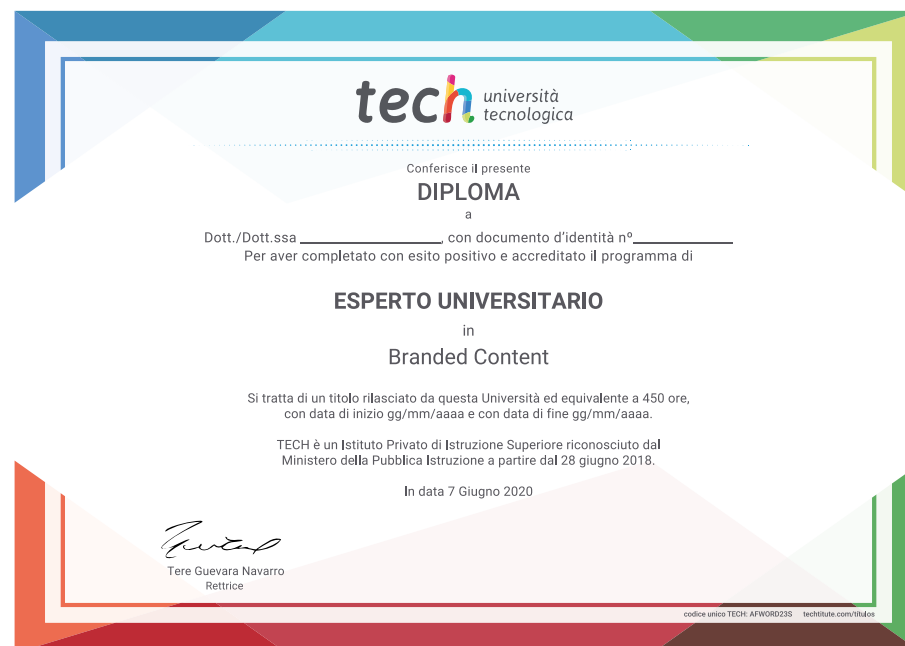 tech università
tecnologica
Conferisce il presente
DIPLOMA
a
Dott./Dott.ssa _________________, con documento d'identità nº____________
Per aver completato con esito positivo e accreditato il programma di
ESPERTO UNIVERSITARIO
in
Branded Content
Si tratta di un titolo rilasciato da questa Università ed equivalente a 450 ore,
con data di inizio gg/mm/aaaa e con data di fine gg/mm/aaaa.
TECH è un Istituto Privato di Istruzione Superiore riconosciuto dal
Ministero della Pubblica Istruzione a partire dal 28 giugno 2018.
In data 7 Giugno 2020
Tere Guevara Navarro
Rettrice
codice unico TECH: AFWORD23S techtitute.com/títulos